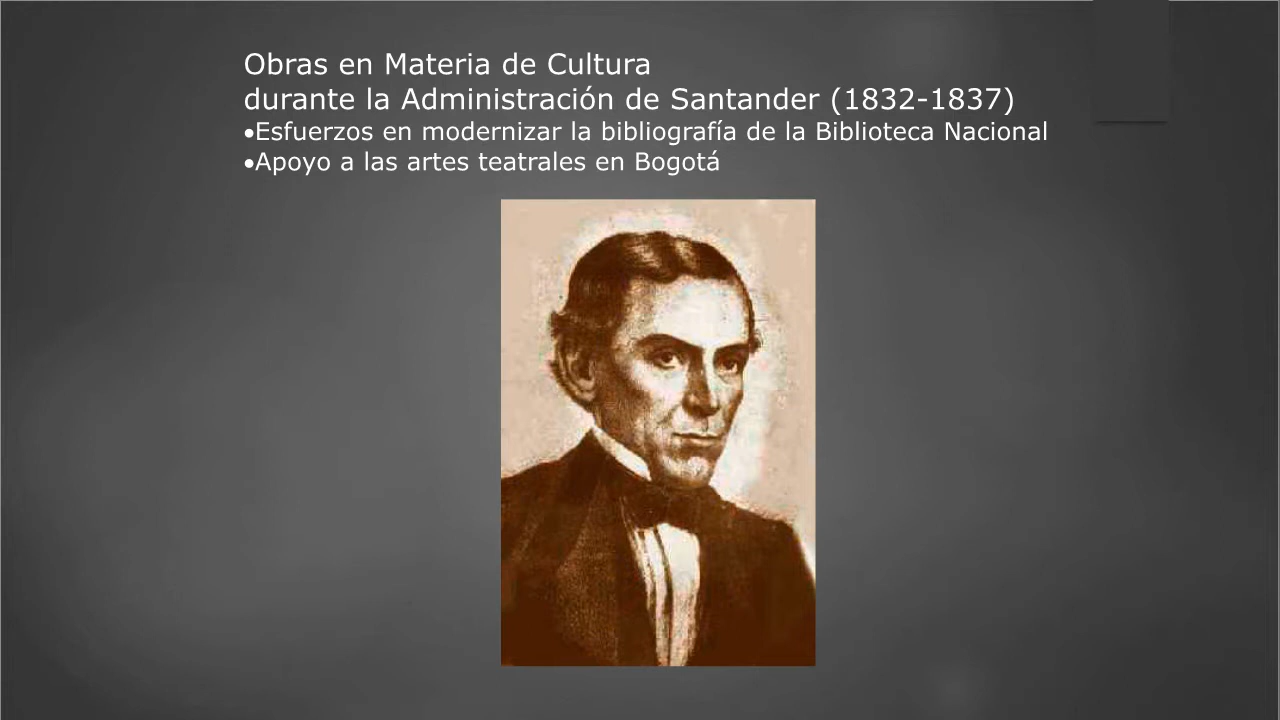 Obras en Materia de Cultura
durante la Administración de Santander (1832-1837)
•Esfuerzos en modernizar la bibliografía de la Biblioteca Nacional
•Apoyo a las artes teatrales en Bogotá